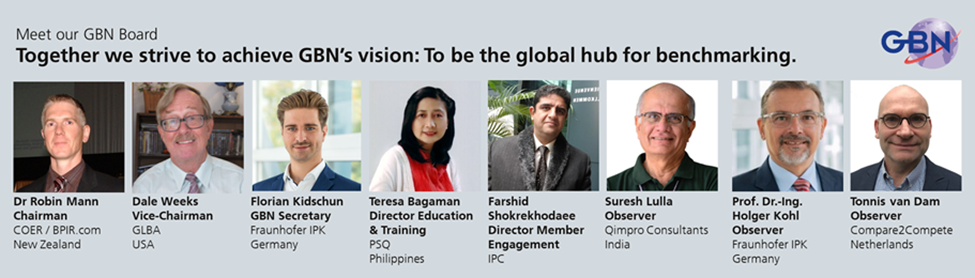 Meet our GBN Board
Together we strive to achieve GBN's vision: To be the global hub for benchmarking.
GBN
Dr Robin Mann
Chairman
COER / BPIR.com
New Zealand
Dale Weeks
Vice-Chairman
GLBA
USA
Florian Kidschun
GBN Secretary
Fraunhofer IPK
Germany
Teresa Bagaman
Director Education
& Training
PSQ
Philippines
Farshid
Shokrekhodaee
Director Member
Engagement
IPC
Suresh Lulla
Observer
Qimpro Consultants
India
Prof. Dr.-Ing.
Holger Kohl
Observer
Fraunhofer IPK
Germany
Tonnis van Dam
Observer
Compare2Compete
Netherlands